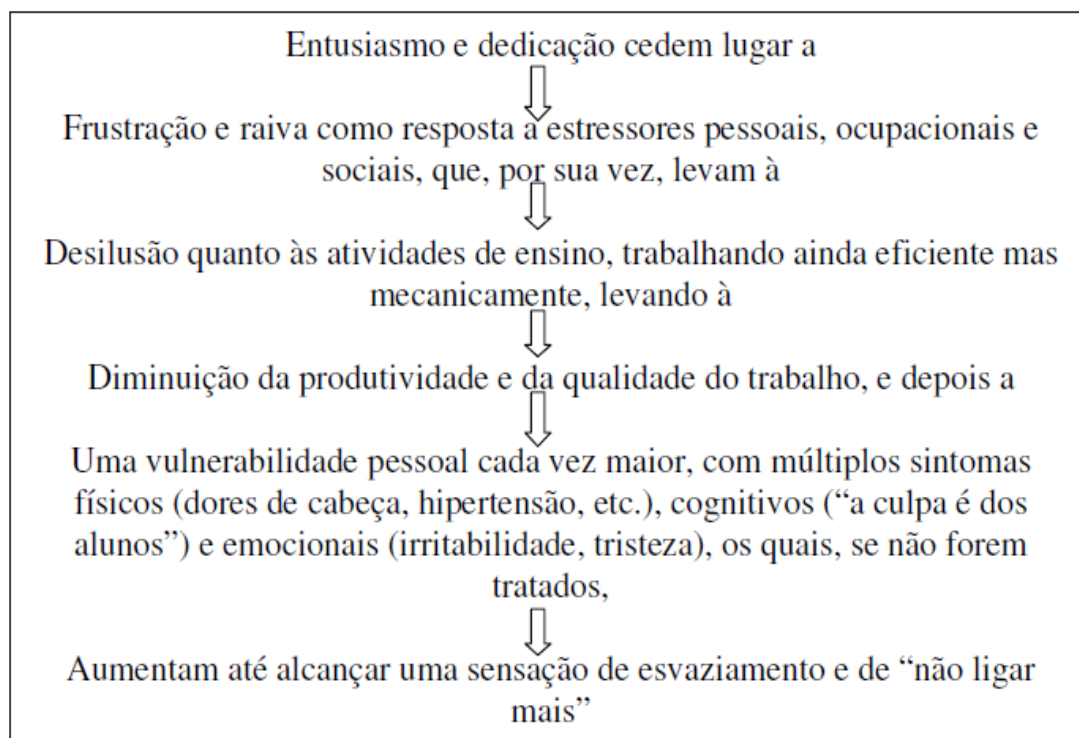 Entusiasmo e dedicação cedem lugar a
Frustração e raiva como resposta a estressores pessoais, ocupacionais e
sociais, que, por sua vez, levam à
Desilusão quanto às atividades de ensino, trabalhando ainda eficiente mas
mecanicamente, levando à
Diminuição da produtividade e da qualidade do trabalho, e depois a
Uma vulnerabilidade pessoal cada vez maior, com múltiplos sintomas
físicos (dores de cabeça, hipertensão, etc.), cognitivos (“a culpa é dos
alunos”) e emocionais (irritabilidade, tristeza), os quais, se não forem
tratados,
Aumentam até alcançar uma sensação de esvaziamento e de “não ligar
mais”